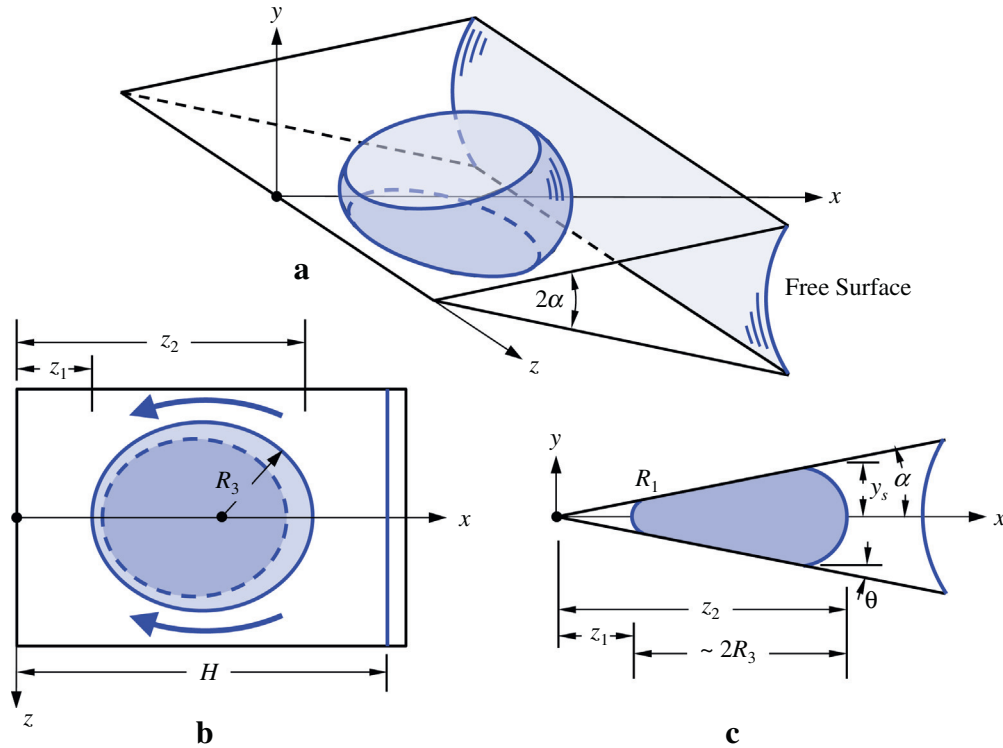 y
x
a
2α
Free Surface
z
z₂
z₁
R₃
x
H
z
b
y
R₁
yₛ
α
x
θ
z₂
z₁
~ 2R₃
c